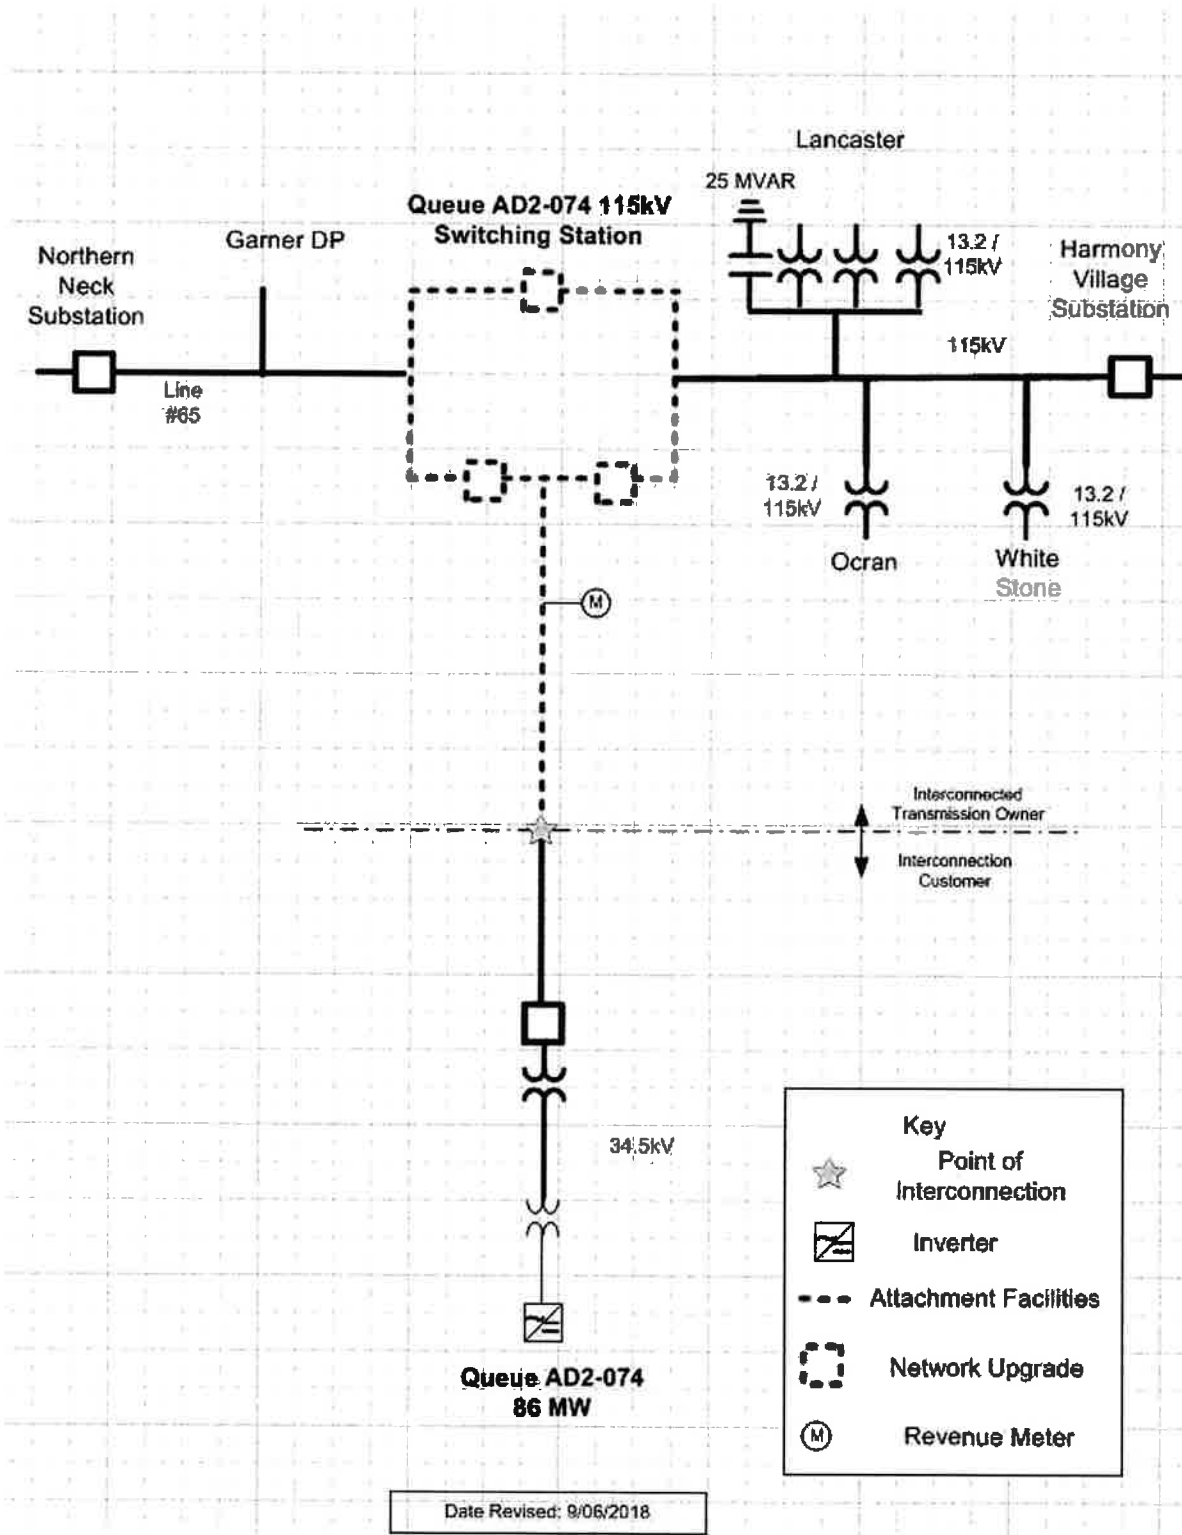 Lancaster
25 MVAR
Queue AD2-074 115kV
Switching Station
Garner DP
Northern
Neck
Substation
13.2 /
115kV
Harmony
Village
Substation
115kV
Line
#65
13.2 /
115kV
13.2 /
115kV
Ocran
White
Stone
M
Interconnected
Transmission Owner
Interconnection
Customer
34.5kV
Queue AD2-074
86 MW
Key
Point of
Interconnection
Inverter
Attachment Facilities
Network Upgrade
M
Revenue Meter
Date Revised: 9/06/2018